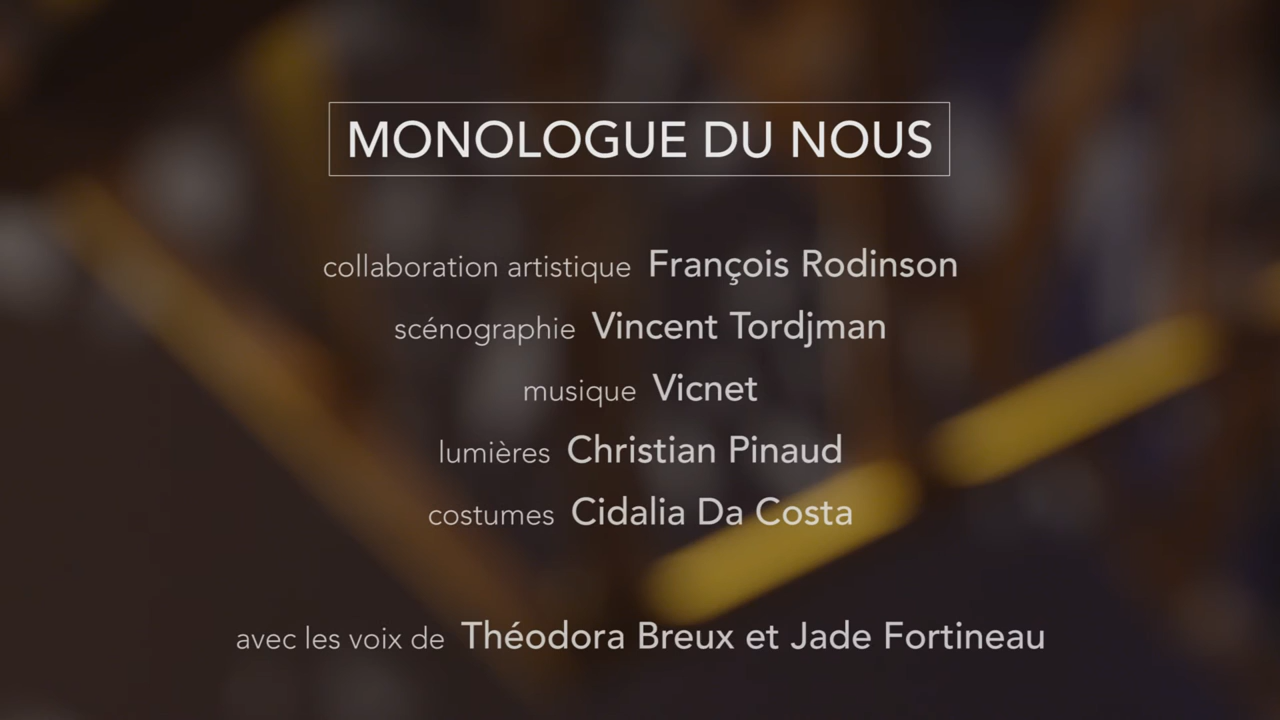 MONOLOGUE DU NOUS
collaboration artistique François Rodinson
scénographie Vincent Tordjman
musique Vicnet
lumières Christian Pinaud
costumes Cidalia Da Costa
avec les voix de Théodora Breux et Jade Fortineau